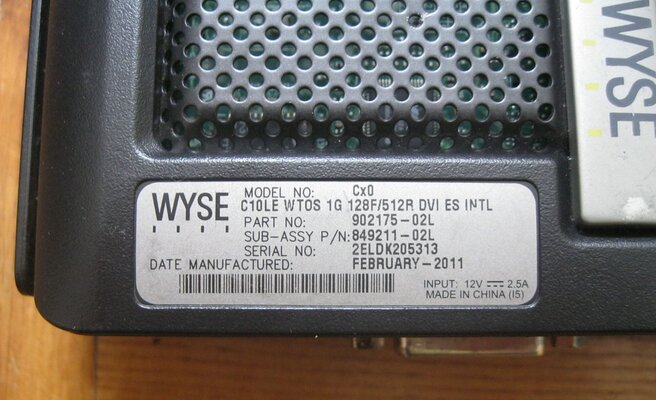 WYSE
WYSE
MODEL NO: Cx0
C10LE WTOS 1G 128F/512R DVI ES INTL
PART NO: 902175-02L
SUB-ASSY P/N:849211-02L
SERIAL NO: 2ELDK205313
DATE MANUFACTURED: FEBRUARY-2011
INPUT: 12V ⎓ 2.5A
MADE IN CHINA (I5)